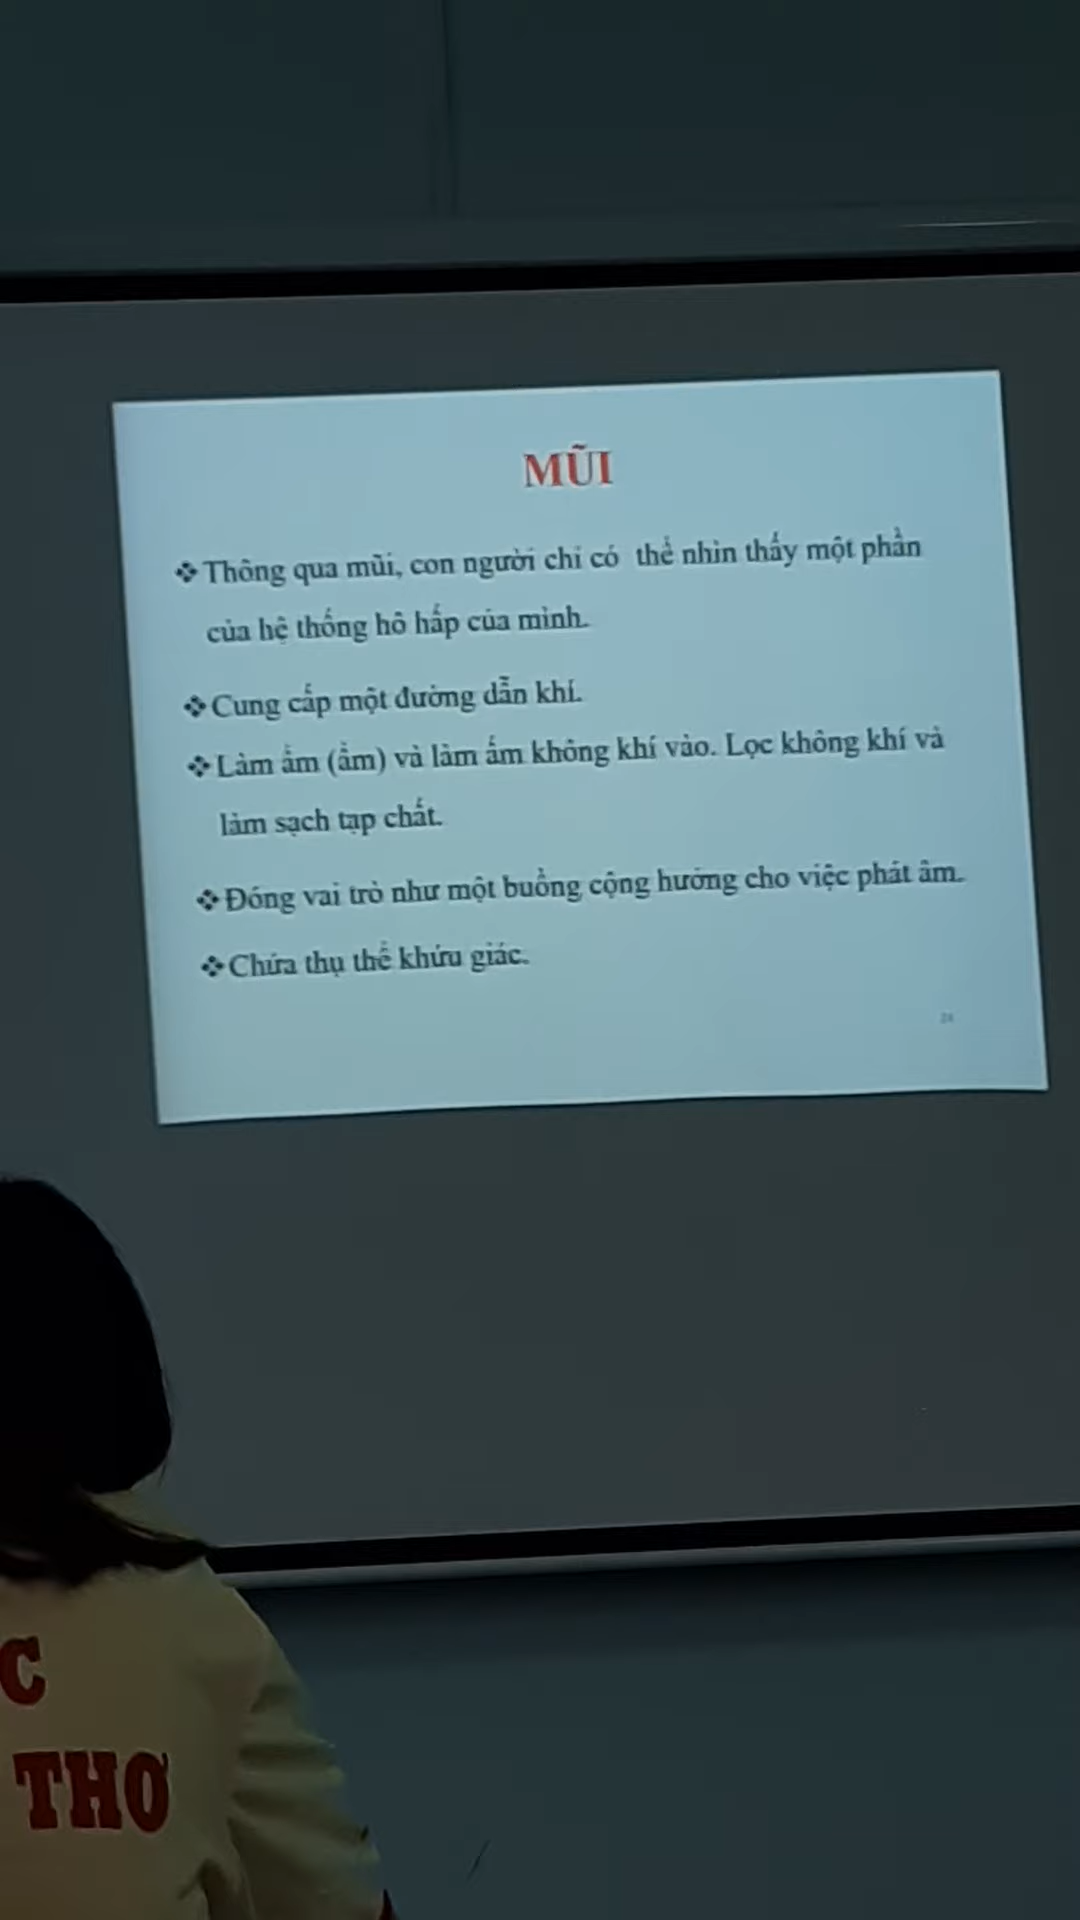 MŨI
❖Thông qua mũi, con người chỉ có thể nhìn thấy một phần
của hệ thống hô hấp của mình.
❖Cung cấp một đường dẫn khí.
❖Làm ẩm (ẩm) và làm ấm không khí vào. Lọc không khí và
làm sạch tạp chất.
❖Đóng vai trò như một buồng cộng hưởng cho việc phát âm.
❖Chứa thụ thể khứu giác.
C
THƠ